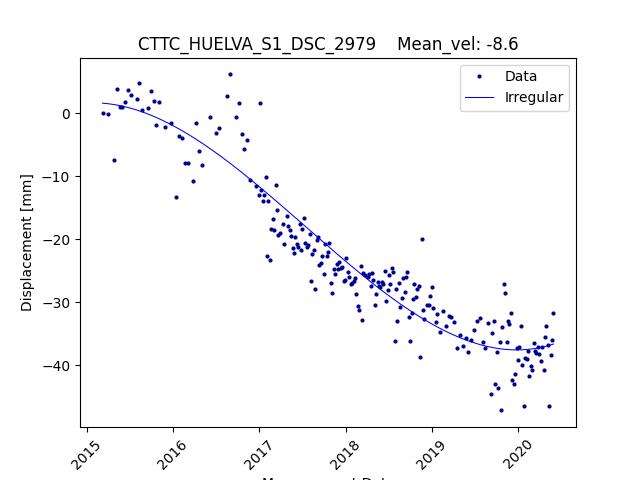 CTTC_HUELVA_S1_DSC_2979    Mean_vel: -8.6
Data
Irregular
Displacement [mm]
0
−10
−20
−30
−40
2015
2016
2017
2018
2019
2020